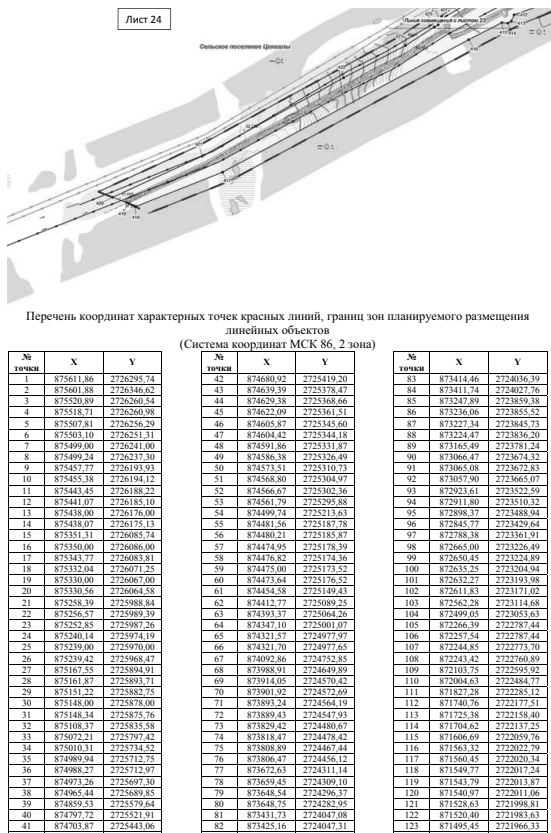 Лист 24
Линия совмещения с листом 23
Сельское поселение Цингалы
Перечень координат характерных точек красных линий, границ зон планируемого размещения
линейных объектов
(Система координат МСК 86, 2 зона)
№ точки X Y № точки X Y № точки X Y
1 875611,86 2726295,74 42 874680,92 2725419,20 83 873414,46 2724036,39
2 875601,88 2726346,62 43 874639,39 2725378,47 84 873411,74 2724027,76
3 875520,89 2726260,54 44 874629,38 2725368,66 85 873247,89 2723859,38
4 875518,71 2726260,98 45 874622,09 2725361,51 86 873236,06 2723855,52
5 875507,81 2726256,29 46 874605,87 2725345,60 87 873227,34 2723845,73
6 875503,10 2726251,31 47 874604,42 2725344,18 88 873224,47 2723836,20
7 875499,00 2726241,00 48 874591,86 2725331,87 89 873165,49 2723781,24
8 875499,24 2726237,30 49 874586,38 2725326,49 90 873066,47 2723674,32
9 875457,77 2726193,93 50 874573,51 2725310,73 91 873065,08 2723672,83
10 875455,38 2726194,12 51 874568,80 2725304,97 92 873057,90 2723665,07
11 875443,45 2726188,22 52 874566,67 2725302,36 93 872923,61 2723522,59
12 875441,07 2726185,10 53 874561,79 2725295,88 94 872911,80 2723510,32
13 875438,00 2726176,00 54 874499,74 2725213,63 95 872898,37 2723488,94
14 875438,07 2726175,13 55 874481,56 2725187,78 96 872845,77 2723429,64
15 875351,31 2726085,74 56 874480,21 2725185,87 97 872788,38 2723361,91
16 875350,00 2726086,00 57 874474,95 2725178,39 98 872665,00 2723226,49
17 875343,77 2726083,81 58 874476,82 2725174,36 99 872650,45 2723224,89
18 875332,04 2726071,25 59 874475,00 2725173,52 100 872635,25 2723204,94
19 875330,00 2726067,00 60 874473,64 2725176,52 101 872632,27 2723193,98
20 875330,56 2726064,58 61 874454,58 2725149,43 102 872611,83 2723171,02
21 875258,39 2725988,84 62 874412,77 2725089,25 103 872562,28 2723114,68
22 875256,57 2725989,39 63 874393,37 2725064,26 104 872499,05 2723053,63
23 875252,85 2725987,26 64 874347,10 2725001,07 105 872266,39 2722787,44
24 875240,14 2725974,19 65 874321,57 2724977,97 106 872257,54 2722787,44
25 875239,00 2725970,00 66 874321,70 2724977,65 107 872244,85 2722773,70
26 875239,42 2725968,47 67 874092,86 2724752,85 108 872243,42 2722760,89
27 875167,55 2725894,91 68 873988,91 2724649,89 109 872103,75 2722595,92
28 875161,87 2725893,71 69 873914,05 2724570,42 110 872004,63 2722484,77
29 875151,22 2725882,75 70 873901,92 2724572,69 111 871827,28 2722285,12
30 875148,00 2725878,00 71 873893,24 2724564,19 112 871740,76 2722177,51
31 875148,34 2725875,76 72 873889,43 2724547,93 113 871725,38 2722158,40
32 875108,37 2725835,58 73 873829,42 2724480,67 114 871704,62 2722137,25
33 875072,21 2725797,42 74 873818,47 2724478,42 115 871606,69 2722059,76
34 875010,31 2725734,52 75 873808,89 2724467,44 116 871563,32 2722022,79
35 874989,94 2725712,75 76 873806,47 2724456,12 117 871560,45 2722020,34
36 874988,27 2725712,97 77 873672,63 2724311,14 118 871549,77 2722017,24
37 874973,26 2725697,30 78 873659,45 2724309,10 119 871543,79 2722013,87
38 874965,44 2725689,85 79 873648,54 2724296,37 120 871540,97 2722011,06
39 874859,53 2725579,64 80 873648,75 2724282,95 121 871528,63 2721998,81
40 874797,72 2725521,91 81 873431,73 2724047,08 122 871520,40 2721983,63
41 874703,87 2725443,06 82 873425,16 2724047,31 123 871495,45 2721966,33